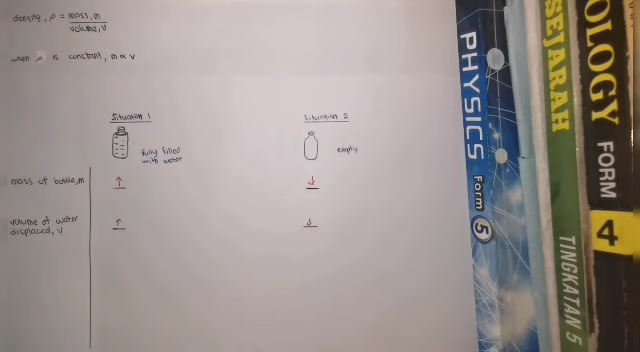 density, ρ = mass, m
volume, v
when ρ is constant, m α v
Situation 1
Situation 2
fully filled
with water
empty
mass of bottle, m ↑ ↓
volume of water
displaced, v ↑ ↓
PHYSICS Form 5
SEJARAH TINGKATAN 5
OLOGY FORM 4